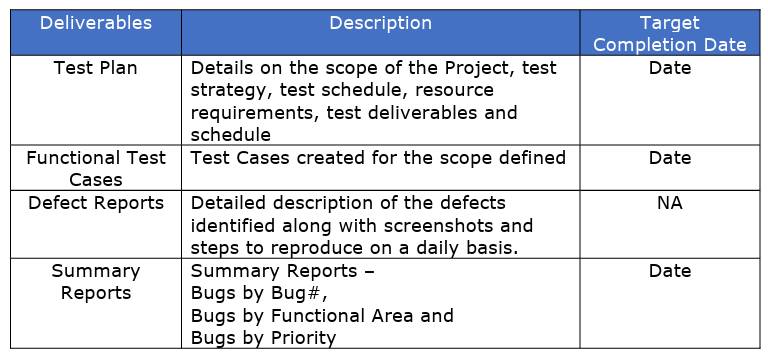 Deliverables
Description
Target
Completion Date
Test Plan
Details on the scope of the Project, test
strategy, test schedule, resource
requirements, test deliverables and
schedule
Date
Functional Test
Cases
Test Cases created for the scope defined
Date
Defect Reports
Detailed description of the defects
identified along with screenshots and
steps to reproduce on a daily basis.
NA
Summary
Reports
Summary Reports –
Bugs by Bug#,
Bugs by Functional Area and
Bugs by Priority
Date